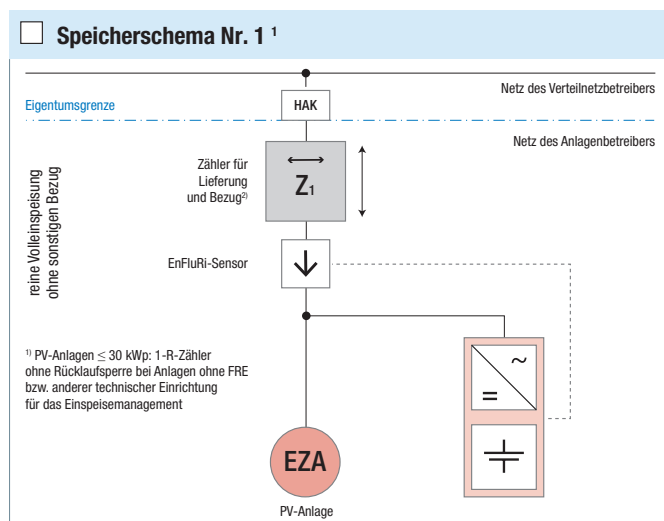 Speicherschema Nr. 1 ¹
Netz des Verteilnetzbetreibers
HAK
Eigentumsgrenze
Netz des Anlagenbetreibers
Zähler für
Lieferung
und Bezug²⁾
Z₁
reine Volleinspeisung
ohne sonstigen Bezug
EnFluRi-Sensor
¹⁾ PV-Anlagen ≤ 30 kWp: 1-R-Zähler
ohne Rücklaufsperre bei Anlagen ohne FRE
bzw. anderer technischer Einrichtung
für das Einspeisemanagement
~
=
EZA
PV-Anlage